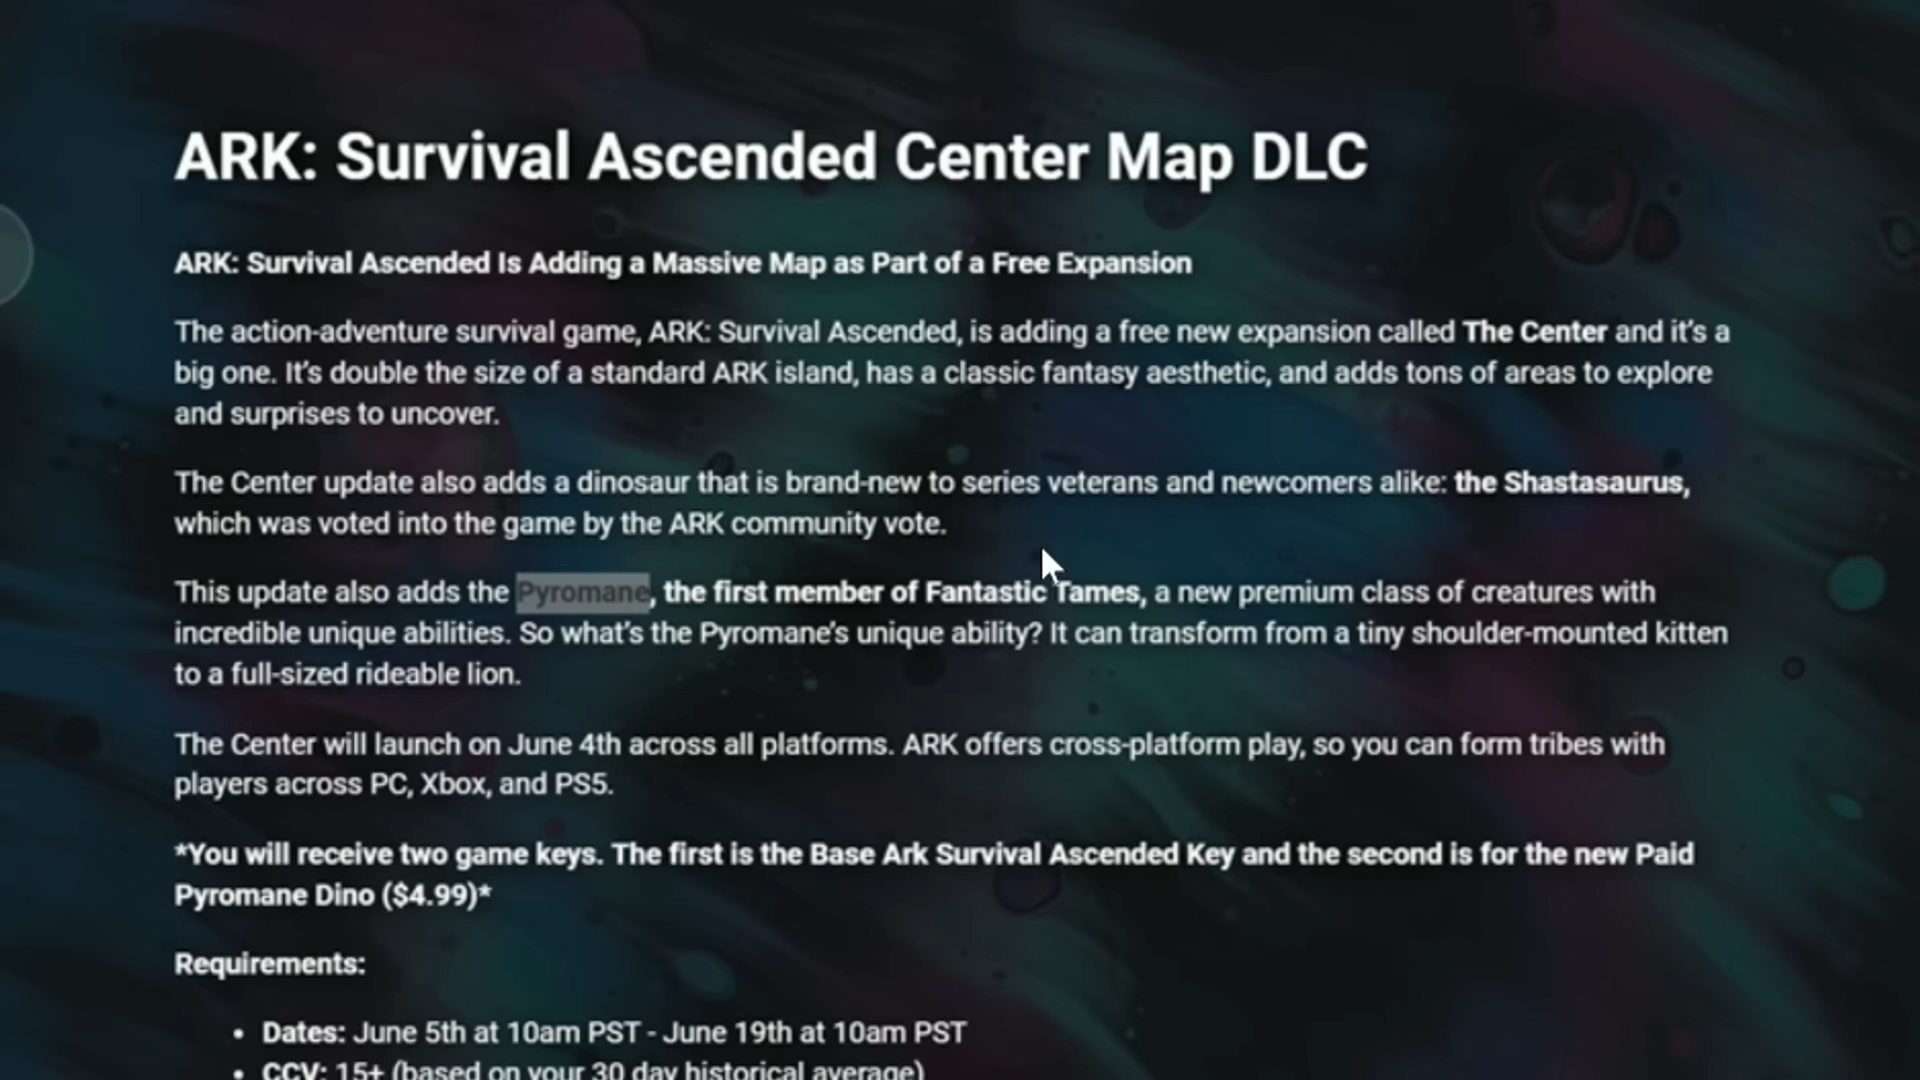 ARK: Survival Ascended Center Map DLC
ARK: Survival Ascended Is Adding a Massive Map as Part of a Free Expansion
The action-adventure survival game, ARK: Survival Ascended, is adding a free new expansion called The Center and it's a
big one. It's double the size of a standard ARK island, has a classic fantasy aesthetic, and adds tons of areas to explore
and surprises to uncover.
The Center update also adds a dinosaur that is brand-new to series veterans and newcomers alike: the Shastasaurus,
which was voted into the game by the ARK community vote.
This update also adds the Pyromane, the first member of Fantastic Tames, a new premium class of creatures with
incredible unique abilities. So what's the Pyromane's unique ability? It can transform from a tiny shoulder-mounted kitten
to a full-sized rideable lion.
The Center will launch on June 4th across all platforms. ARK offers cross-platform play, so you can form tribes with
players across PC, Xbox, and PS5.
*You will receive two game keys. The first is the Base Ark Survival Ascended Key and the second is for the new Paid
Pyromane Dino ($4.99)*
Requirements:
• Dates: June 5th at 10am PST - June 19th at 10am PST
• CCV: 15+ (based on your 30 day historical average)